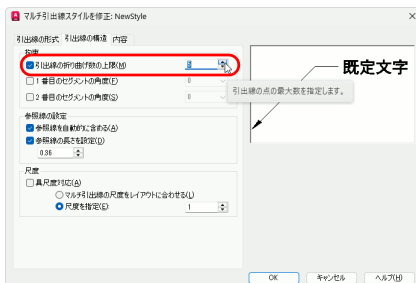 マルチ引出線スタイルを修正: NewStyle
引出線の形式 引出線の構造 内容
拘束
引出線の折り曲げ数の上限(M)
1 番目のセグメントの角度(F) 0
2 番目のセグメントの角度(S) 0
引出線の点の最大数を指定します。
既定文字
参照線の設定
参照線を自動的に含める(A)
参照線の長さを設定(D)
0.36
尺度
異尺度対応(A)
マルチ引出線の尺度をレイアウトに合わせる(L)
尺度を指定(E): 1
OK キャンセル ヘルプ(H)